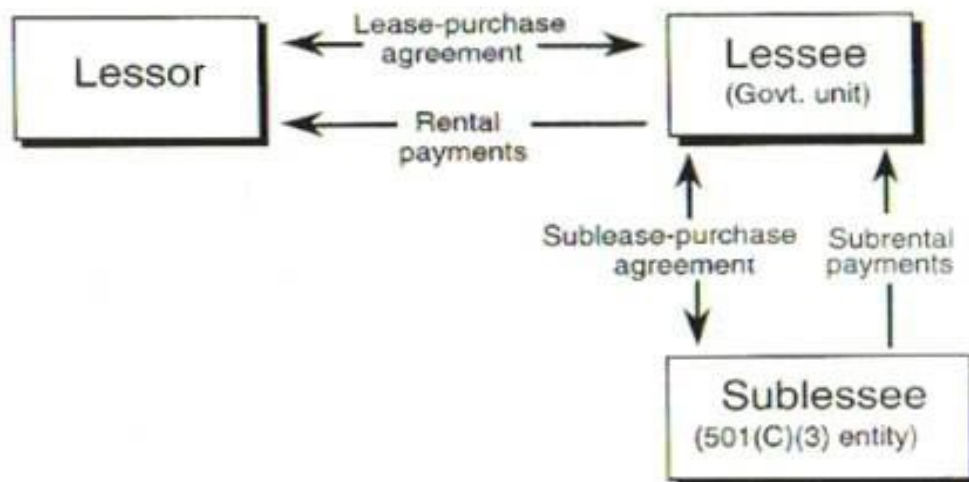 Lessor
Lease-purchase
agreement
Lessee
(Govt. unit)
Rental
payments
Sublease-purchase
agreement
Subrental
payments
Sublessee
(501(C)(3) entity)